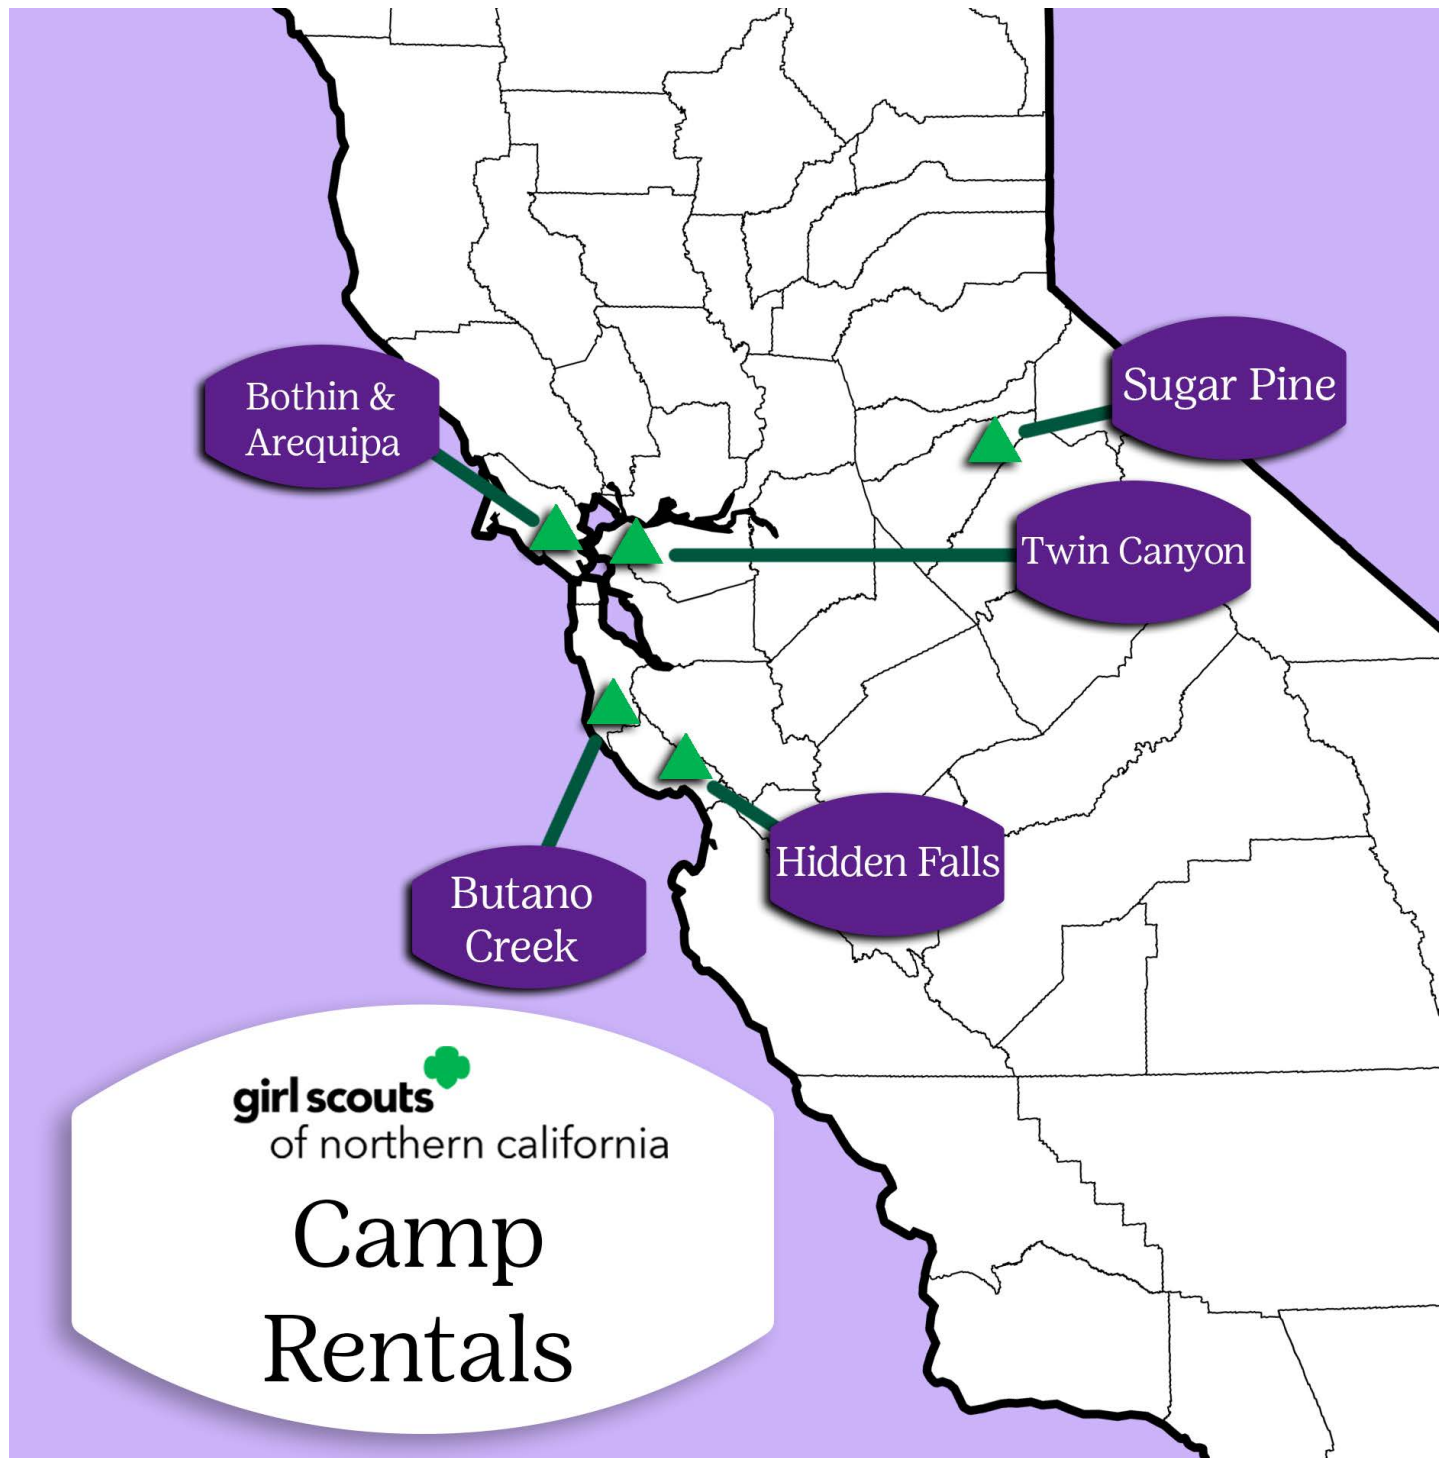 Sugar Pine
Bothin &
Arequipa
Twin Canyon
Hidden Falls
Butano
Creek
girl scouts
of northern california
Camp
Rentals